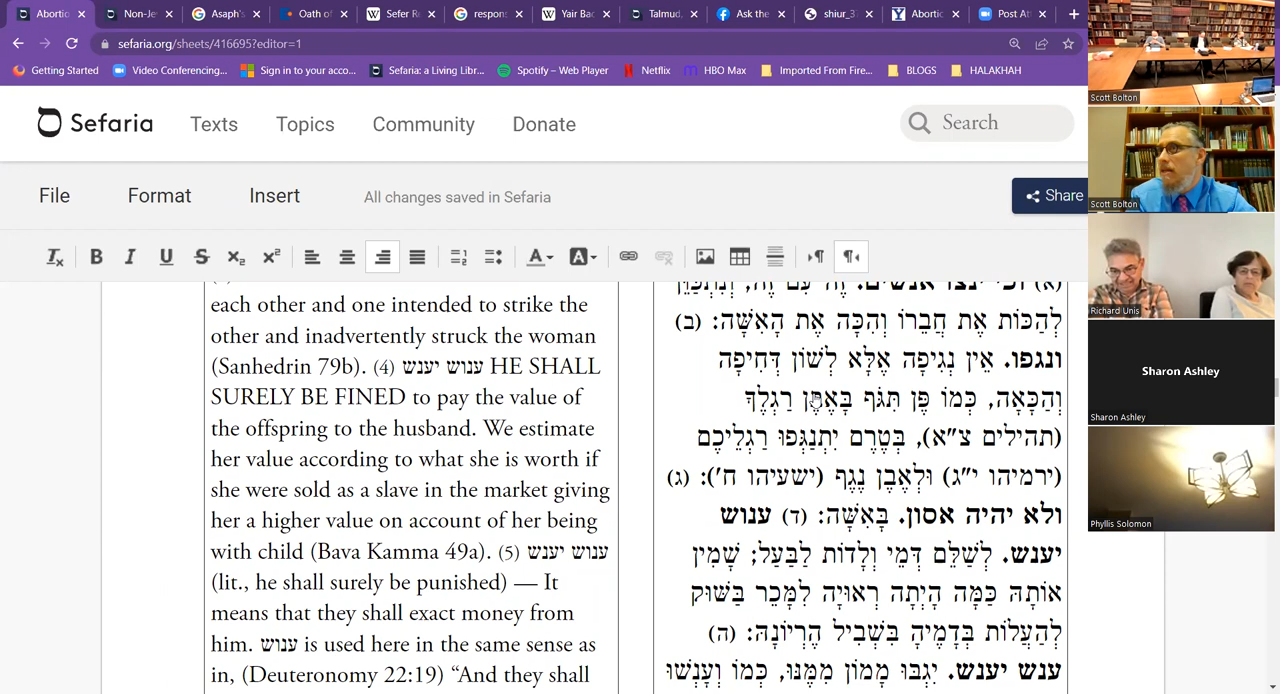 Abortic
Non-Je
Asaph's
Oath of
Sefer R
respon
Yair Bac
Talmud,
Ask the
shiur_3
Abortic
Post At
sefaria.org/sheets/416695?editor=1
Getting Started
Video Conferencing...
Sign in to your acco...
Sefaria: a Living Libr...
Spotify – Web Player
Netflix
HBO Max
Imported From Fire...
BLOGS
HALAKHAH
Sefaria
Texts
Topics
Community
Donate
Search
File
Format
Insert
All changes saved in Sefaria
Share
each other and one intended to strike the
other and inadvertently struck the woman
(Sanhedrin 79b). (4) ענוש יענש HE SHALL
SURELY BE FINED to pay the value of
the offspring to the husband. We estimate
her value according to what she is worth if
she were sold as a slave in the market giving
her a higher value on account of her being
with child (Bava Kamma 49a). (5) ענוש יענש
(lit., he shall surely be punished) — It
means that they shall exact money from
him. ענוש is used here in the same sense as
in, (Deuteronomy 22:19) “And they shall
(א) וכי ינצו אנשים. זֶה עִם זֶה, וְנִתְכַּוֵּן
לְהַכּוֹת אֶת חֲבֵרוֹ וְהִכָּה אֶת הָאִשָּׁה: (ב)
ונגפו. אֵין נְגִיפָה אֶלָּא לְשׁוֹן דְּחִיפָה
וְהַכָּאָה, כְּמוֹ פֶּן תִּגֹּף בָּאֶבֶן רַגְלֶךָ
(תהילים צ"א), בְּטֶרֶם יִתְנַגְּפוּ רַגְלֵיכֶם
(ירמיהו י"ג) וּלְאֶבֶן נֶגֶף (ישעיהו ח'): (ג)
ולא יהיה אסון. בָּאִשָּׁה: (ד) ענוש
יענש. לְשַׁלֵּם דְּמֵי וְלָדוֹת לַבַּעַל; שָׁמִין
אוֹתָהּ כַּמָּה הָיְתָה רְאוּיָה לִמָּכֵר בַּשּׁוּק
לְהַעֲלוֹת בְּדָמֶיהָ בִּשְׁבִיל הֶרְיוֹנָהּ: (ה)
ענש יענש. יִגְבּוּ מָמוֹן מִמֶּנּוּ, כְּמוֹ וְעָנְשׁוּ
Scott Bolton
Scott Bolton
Richard Unis
Sharon Ashley
Sharon Ashley
Phyllis Solomon